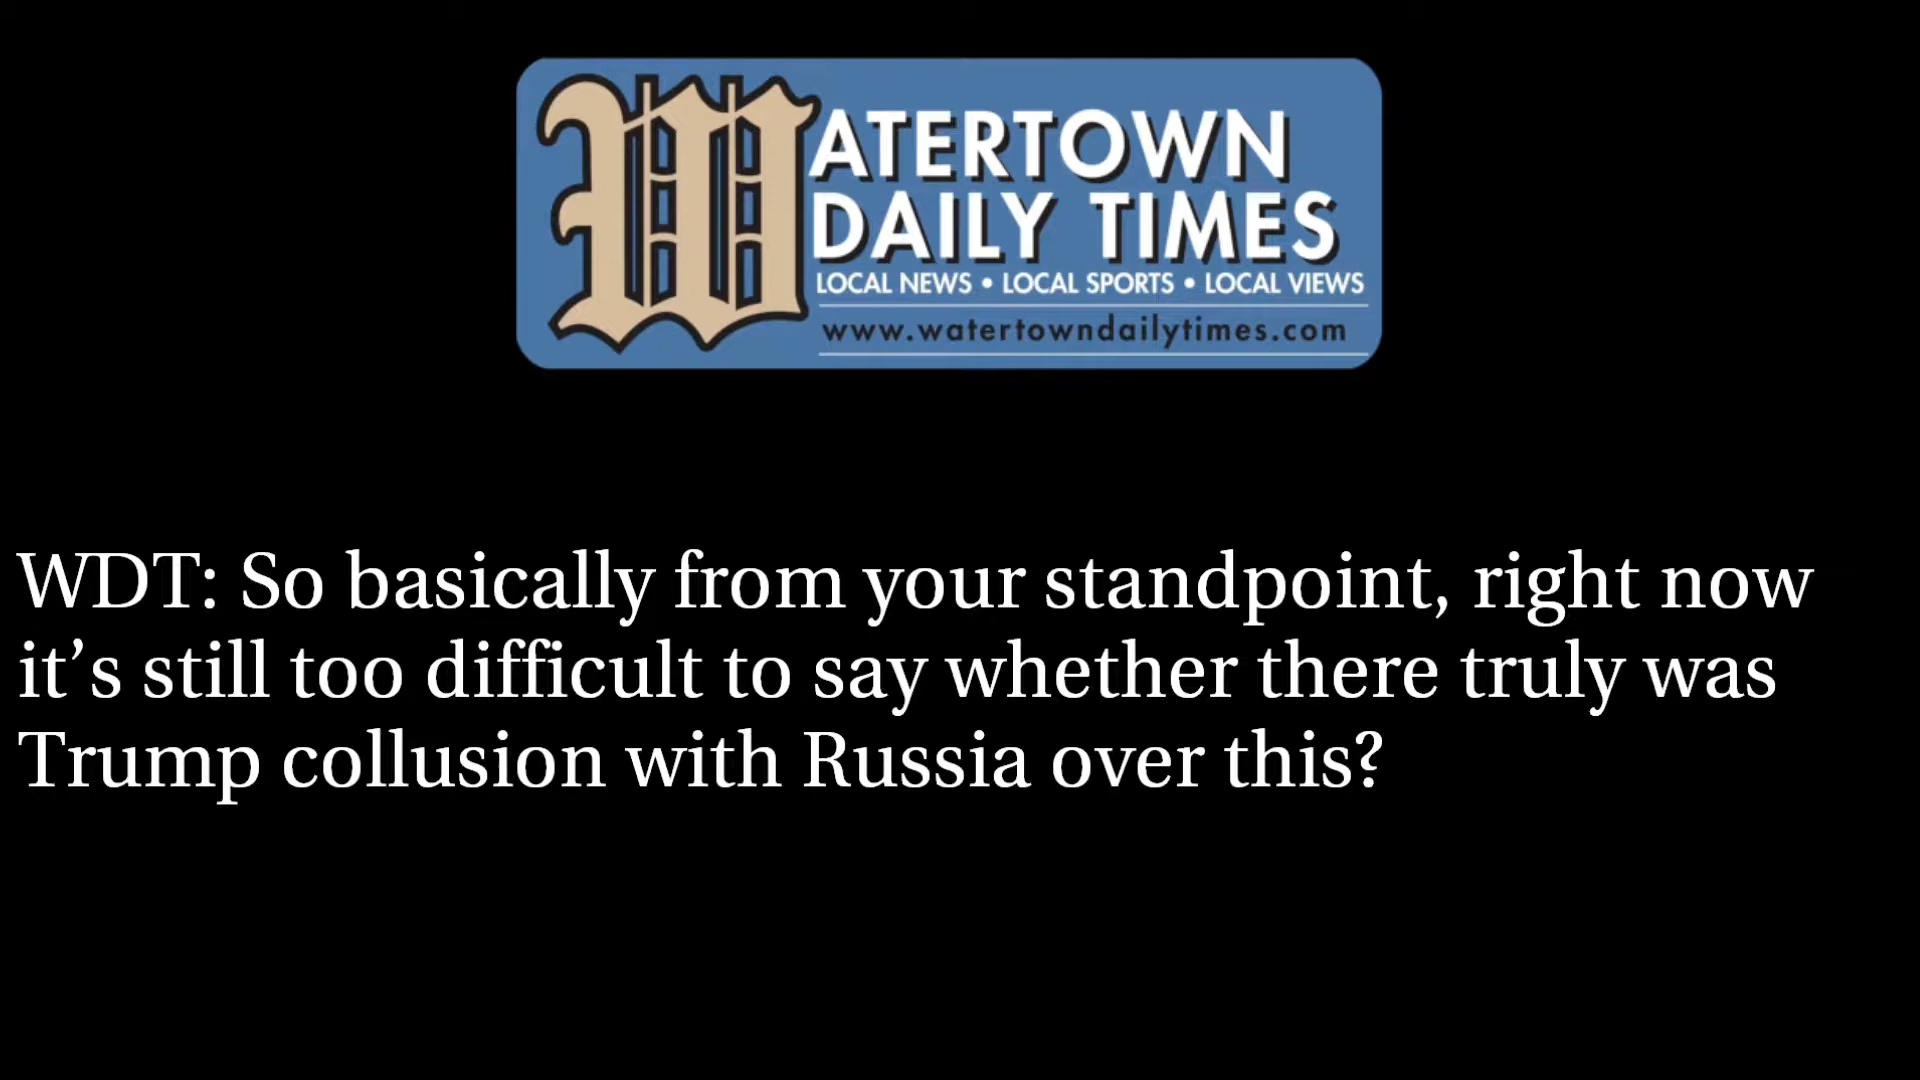 WATERTOWN
DAILY TIMES
LOCAL NEWS • LOCAL SPORTS • LOCAL VIEWS
www.watertowndailytimes.com
WDT: So basically from your standpoint, right now
it’s still too difficult to say whether there truly was
Trump collusion with Russia over this?